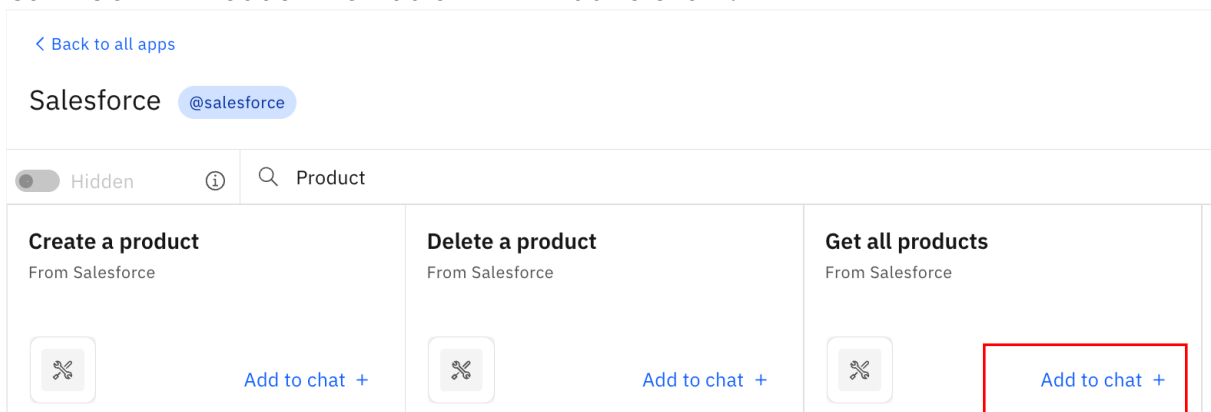 Back to all apps
Salesforce @salesforce
Hidden Product
Create a product
From Salesforce
Add to chat +
Delete a product
From Salesforce
Add to chat +
Get all products
From Salesforce
Add to chat +